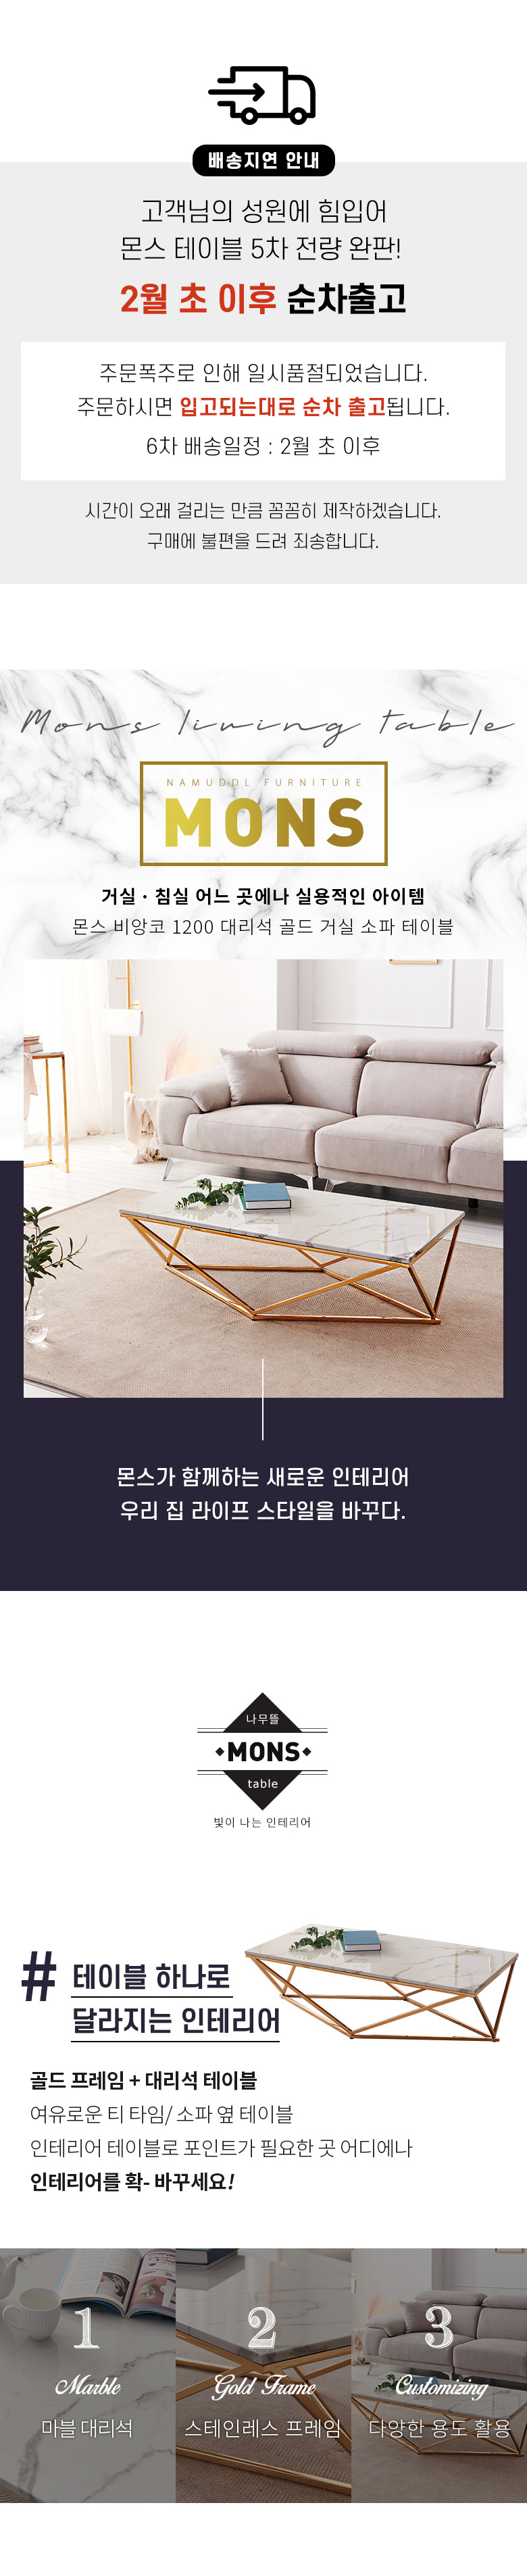 배송지연 안내
고객님의 성원에 힘입어
몬스 테이블 5차 전량 완판!
2월 초 이후 순차출고
주문폭주로 인해 일시품절되었습니다.
주문하시면 입고되는대로 순차 출고됩니다.
6차 배송일정 : 2월 초 이후
시간이 오래 걸리는 만큼 꼼꼼히 제작하겠습니다.
구매에 불편을 드려 죄송합니다.
Mons living table
NAMUDDL FURNITURE
MONS
거실 · 침실 어느 곳에나 실용적인 아이템
몬스 비앙코 1200 대리석 골드 거실 소파 테이블
몬스가 함께하는 새로운 인테리어
우리 집 라이프 스타일을 바꾸다.
나무뜰
MONS
table
빛이 나는 인테리어
# 테이블 하나로
달라지는 인테리어
골드 프레임 + 대리석 테이블
여유로운 티 타임/ 소파 옆 테이블
인테리어 테이블로 포인트가 필요한 곳 어디에나
인테리어를 확- 바꾸세요!
1
Marble
마블 대리석
2
Gold Frame
스테인레스 프레임
3
Customizing
다양한 용도 활용